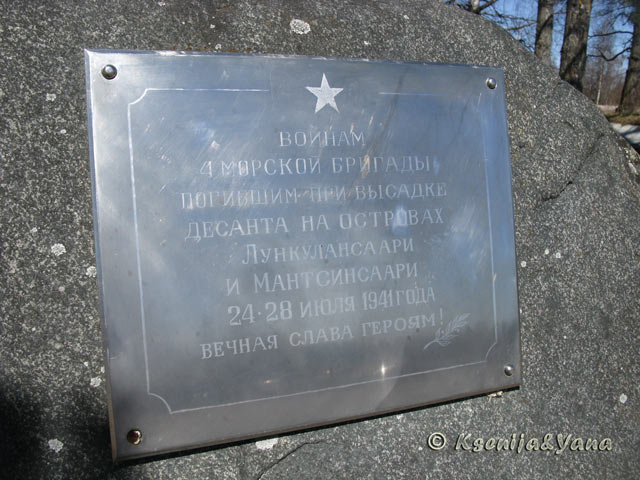 ВОИНАМ
4 МОРСКОЙ БРИГАДЫ
ПОГИБШИМ ПРИ ВЫСАДКЕ
ДЕСАНТА НА ОСТРОВАХ
ЛУНКУЛАНСААРИ
И МАНТСИНСААРИ
24-28 ИЮЛЯ 1941 ГОДА
ВЕЧНАЯ СЛАВА ГЕРОЯМ!
© Ksenija&Yana